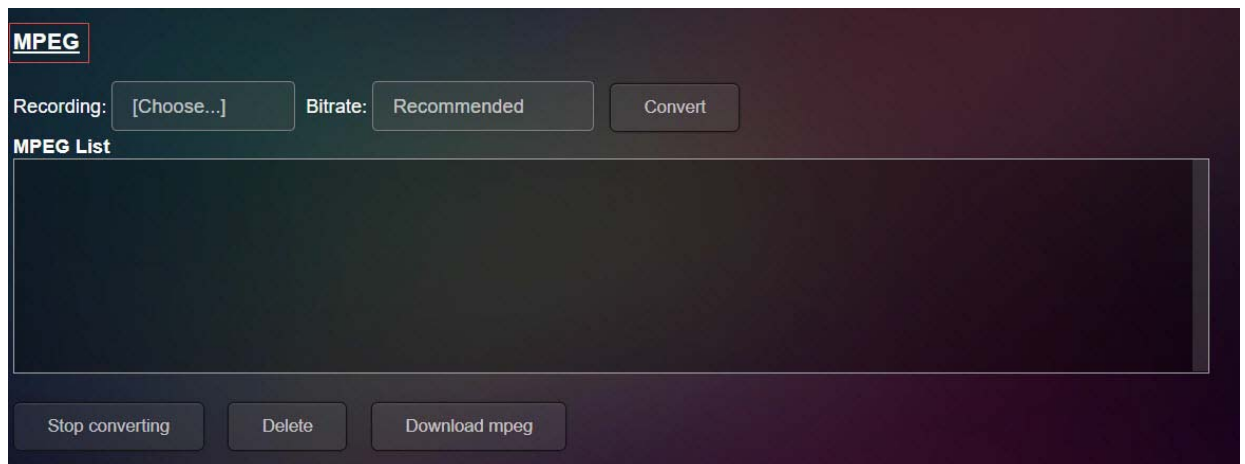 MPEG
Recording: [Choose...] Bitrate: Recommended Convert
MPEG List
Stop converting Delete Download mpeg